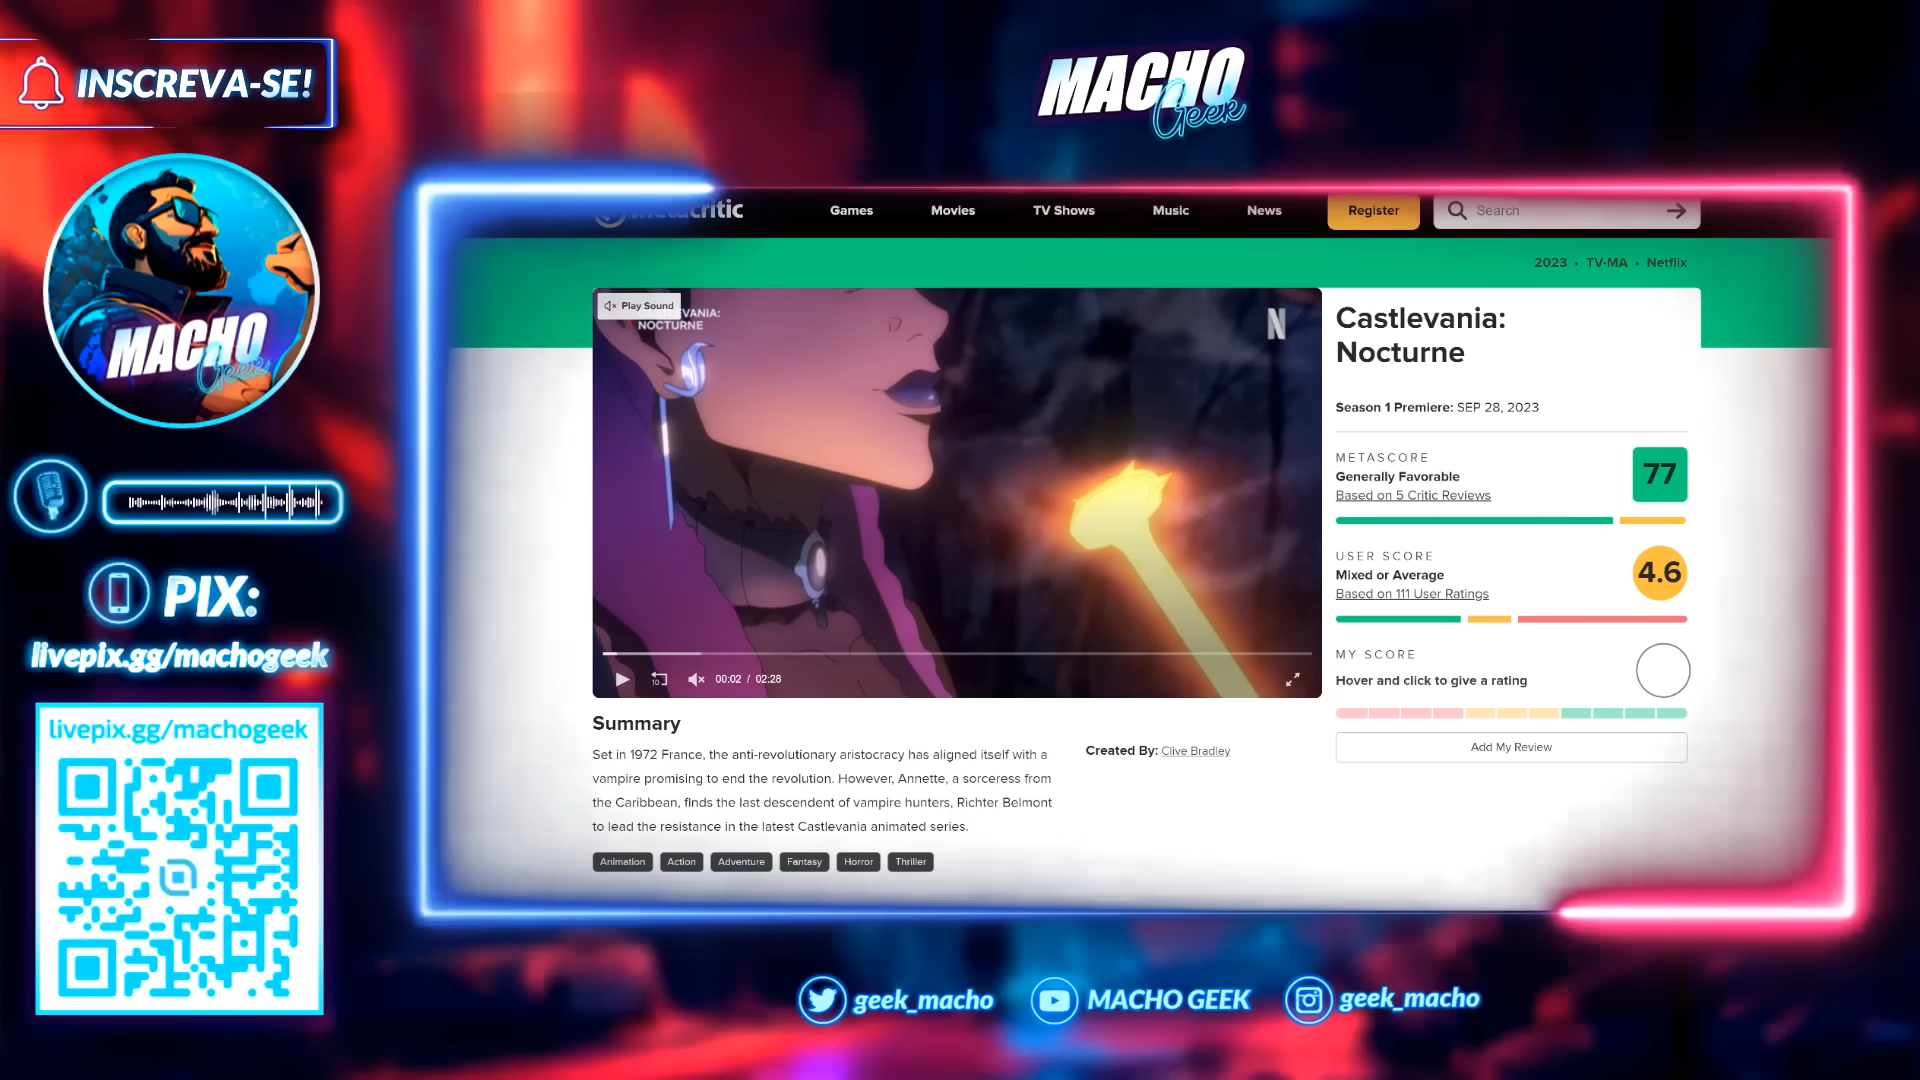 INSCREVA-SE!
MACHO
Geek
MACHO
Geek
PIX:
livepix.gg/machogeek
livepix.gg/machogeek
metacritic
Games
Movies
TV Shows
Music
News
Register
Search
2023 • TV-MA • Netflix
Play Sound
VANIA:
NOCTURNE
N
Castlevania:
Nocturne
Season 1 Premiere: SEP 28, 2023
METASCORE
Generally Favorable
Based on 5 Critic Reviews
77
USER SCORE
Mixed or Average
Based on 111 User Ratings
4.6
MY SCORE
Hover and click to give a rating
Add My Review
10
00:02 / 02:28
Summary
Set in 1972 France, the anti-revolutionary aristocracy has aligned itself with a
vampire promising to end the revolution. However, Annette, a sorceress from
the Caribbean, finds the last descendent of vampire hunters, Richter Belmont
to lead the resistance in the latest Castlevania animated series.
Created By: Clive Bradley
Animation
Action
Adventure
Fantasy
Horror
Thriller
geek_macho
MACHO GEEK
geek_macho